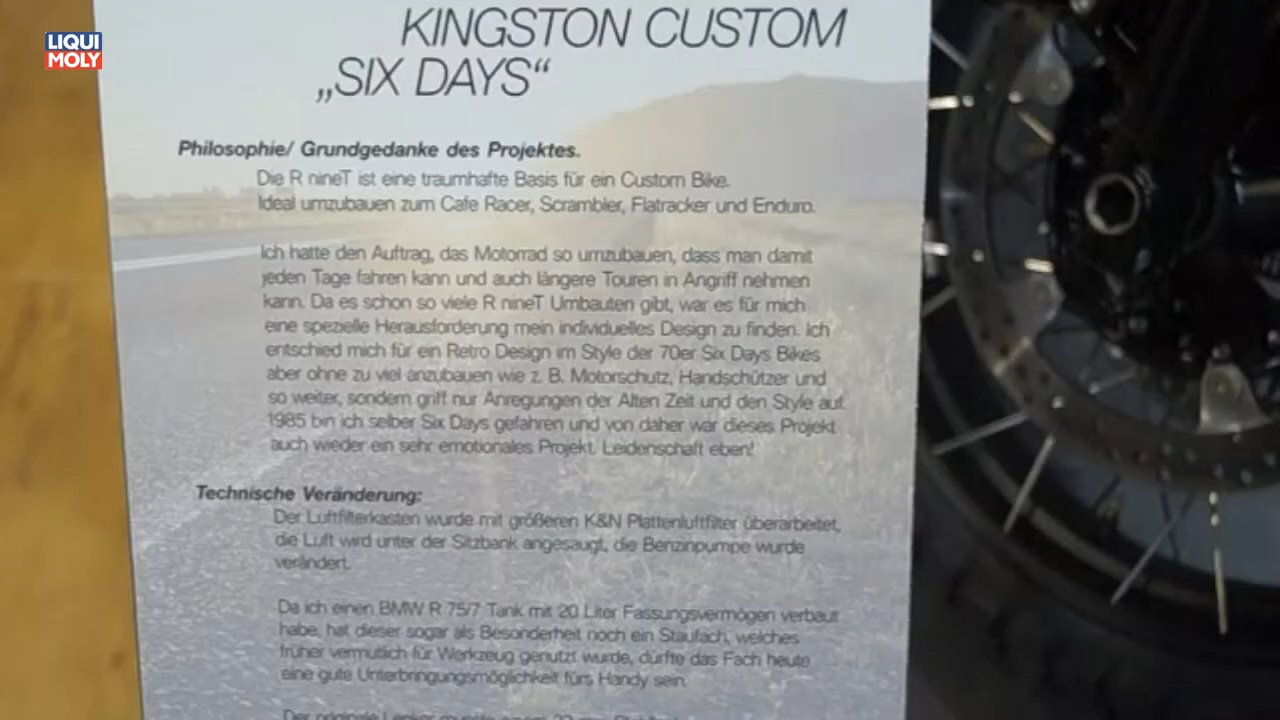 LIQUI
MOLY
KINGSTON CUSTOM
„SIX DAYS“
Philosophie/ Grundgedanke des Projektes.
Die R nineT ist eine traumhafte Basis für ein Custom Bike.
Ideal umzubauen zum Cafe Racer, Scrambler, Flatracker und Enduro.
Ich hatte den Auftrag, das Motorrad so umzubauen, dass man damit
jeden Tage fahren kann und auch längere Touren in Angriff nehmen
kann. Da es schon so viele R nineT Umbauten gibt, war es für mich
eine spezielle Herausforderung mein individuelles Design zu finden. Ich
entschied mich für ein Retro Design im Style der 70er Six Days Bikes
aber ohne zu viel anzubauen wie z. B. Motorschutz, Handschützer und
so weiter, sondern griff nur Anregungen der Alten Zeit und den Style auf.
1985 bin ich selber Six Days gefahren und von daher war dieses Projekt
auch wieder ein sehr emotionales Projekt. Leidenschaft eben!
Technische Veränderung:
Der Luftfilterkasten wurde mit größeren K&N Plattenluftfilter überarbeitet,
die Luft wird unter der Sitzbank angesaugt, die Benzinpumpe wurde
verändert.
Da ich einen BMW R 75/7 Tank mit 20 Liter Fassungsvermögen verbaut
habe, hat dieser sogar als Besonderheit noch ein Staufach, welches
früher vermutlich für Werkzeug genutzt wurde, dürfte das Fach heute
eine gute Unterbringungsmöglichkeit fürs Handy sein.
Der originale Lenker musste einem 22 mm